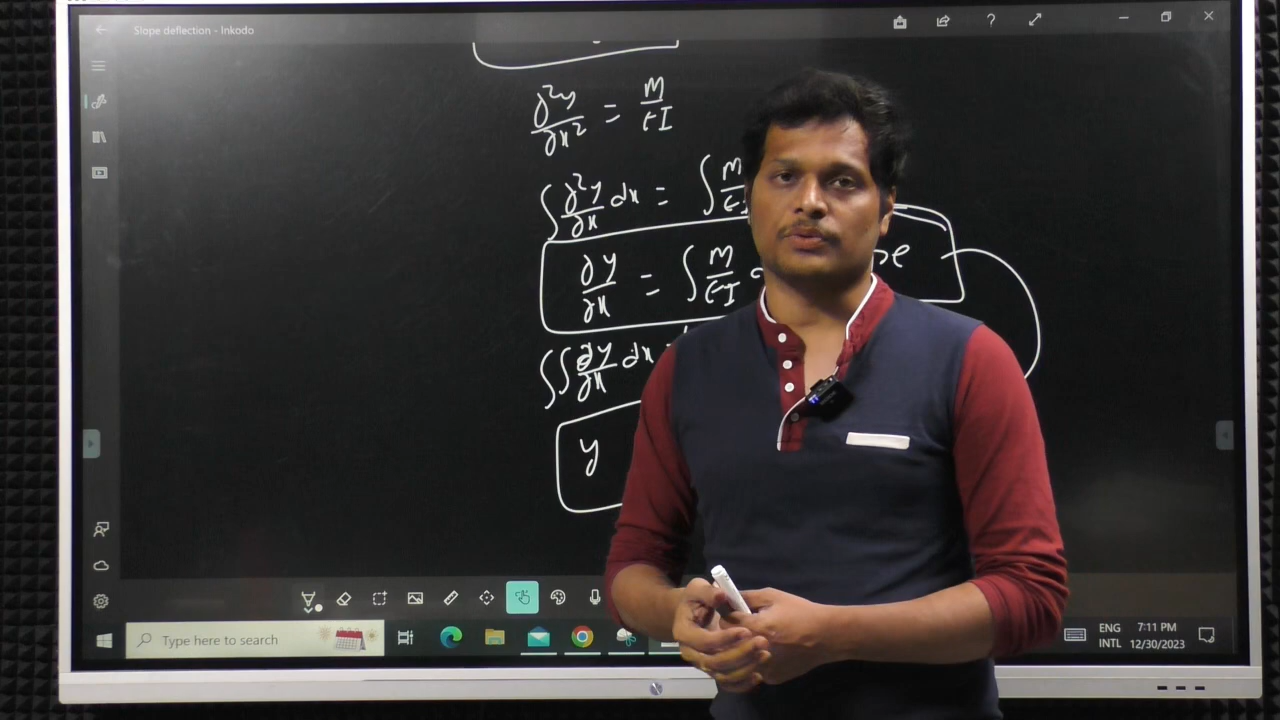 Slope deflection - Inkodo
∂²y/∂x² = M/EI
∫ ∂²y/∂x dx = ∫ M/EI
∂y/∂x = ∫ M/EI
∫∫ ∂y/∂x dx
y
Type here to search
ENG 7:11 PM
INTL 12/30/2023